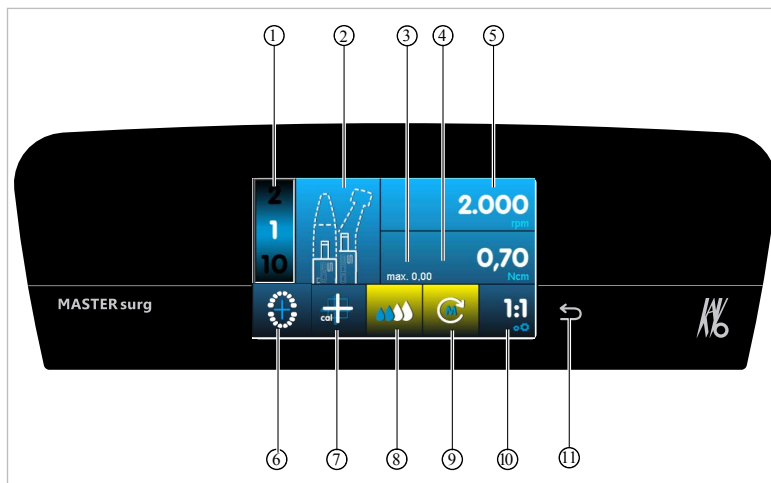 ① ② ③ ④ ⑤
2
1
10
2.000
rpm
0,70
max. 0,00
Ncm
cal
M
1:1
MASTER surg
KAVO
⑥ ⑦ ⑧ ⑨ ⑩ ⑪